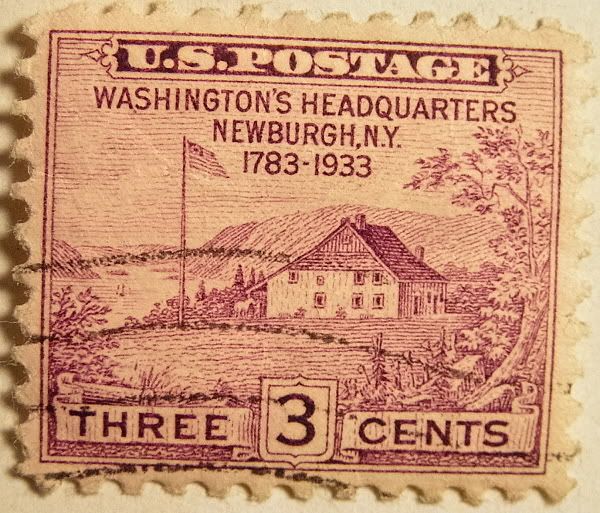 U.S. POSTAGE
WASHINGTON'S HEADQUARTERS
NEWBURGH, N.Y.
1783-1933
THREE 3 CENTS